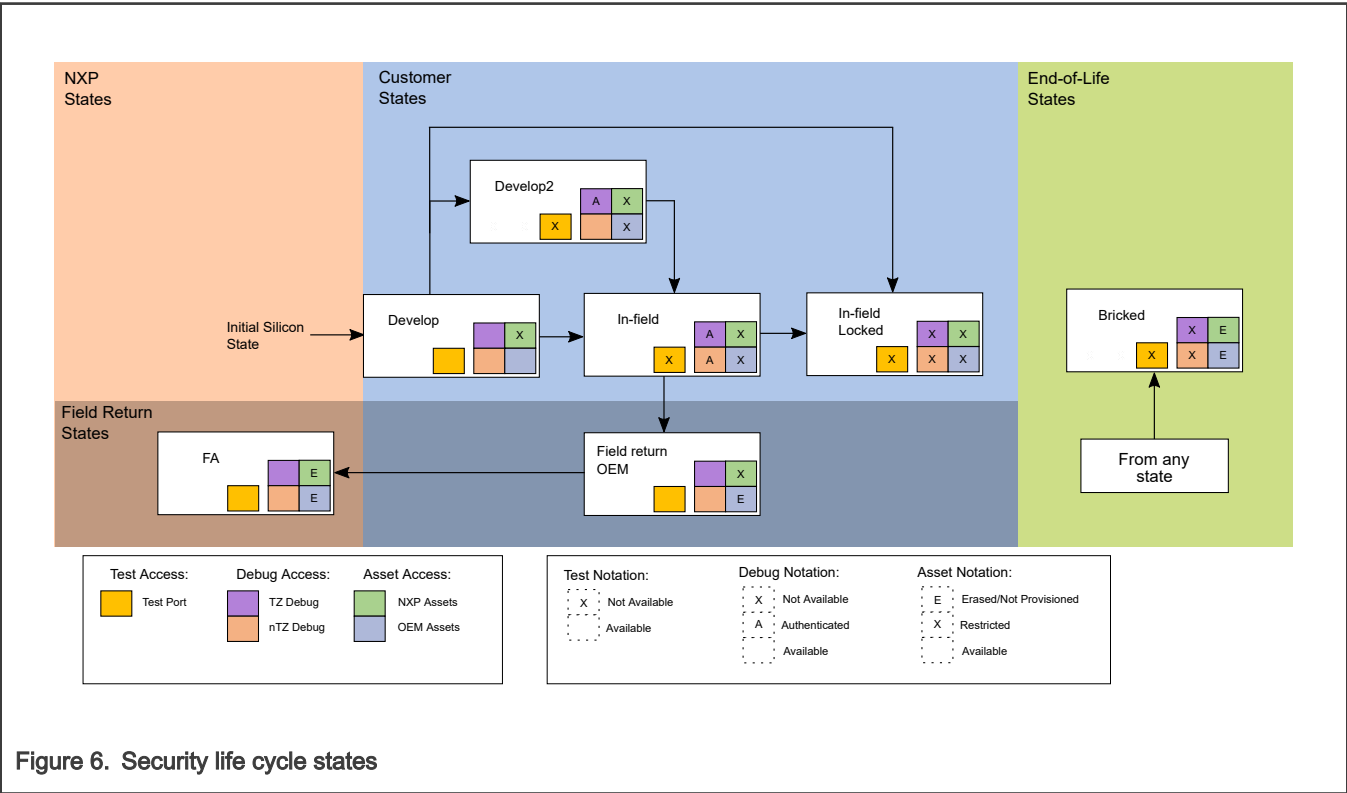 NXP
States
Customer
States
End-of-Life
States
Develop2
A
X
X
X
Initial Silicon
State
Develop
X
In-field
A
X
X
A
X
In-field
Locked
X
X
X
X
X
Bricked
X
E
X
X
E
Field Return
States
FA
E
E
Field return
OEM
X
E
From any
state
Test Access:
Test Port
Debug Access:
TZ Debug
nTZ Debug
Asset Access:
NXP Assets
OEM Assets
Test Notation:
X Not Available
Available
Debug Notation:
X Not Available
A Authenticated
Available
Asset Notation:
E Erased/Not Provisioned
X Restricted
Available
Figure 6. Security life cycle states